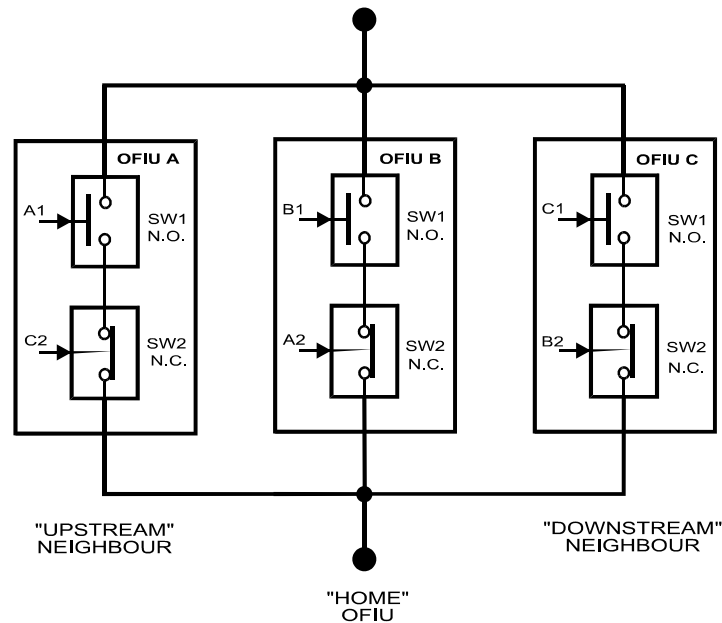 OFIU A
A1
SW1
N.O.
C2
SW2
N.C.
OFIU B
B1
SW1
N.O.
A2
SW2
N.C.
OFIU C
C1
SW1
N.O.
B2
SW2
N.C.
"UPSTREAM"
NEIGHBOUR
"HOME"
OFIU
"DOWNSTREAM"
NEIGHBOUR